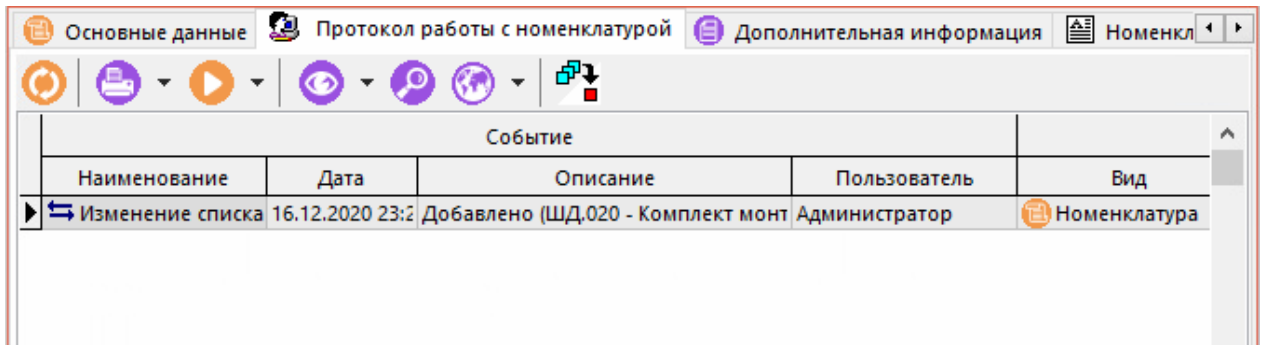 Основные данные Протокол работы с номенклатурой Дополнительная информация Номенкл
Событие
Наименование Дата Описание Пользователь Вид
Изменение списка 16.12.2020 23:2 Добавлено (ШД.020 - Комплект монт Администратор Номенклатура